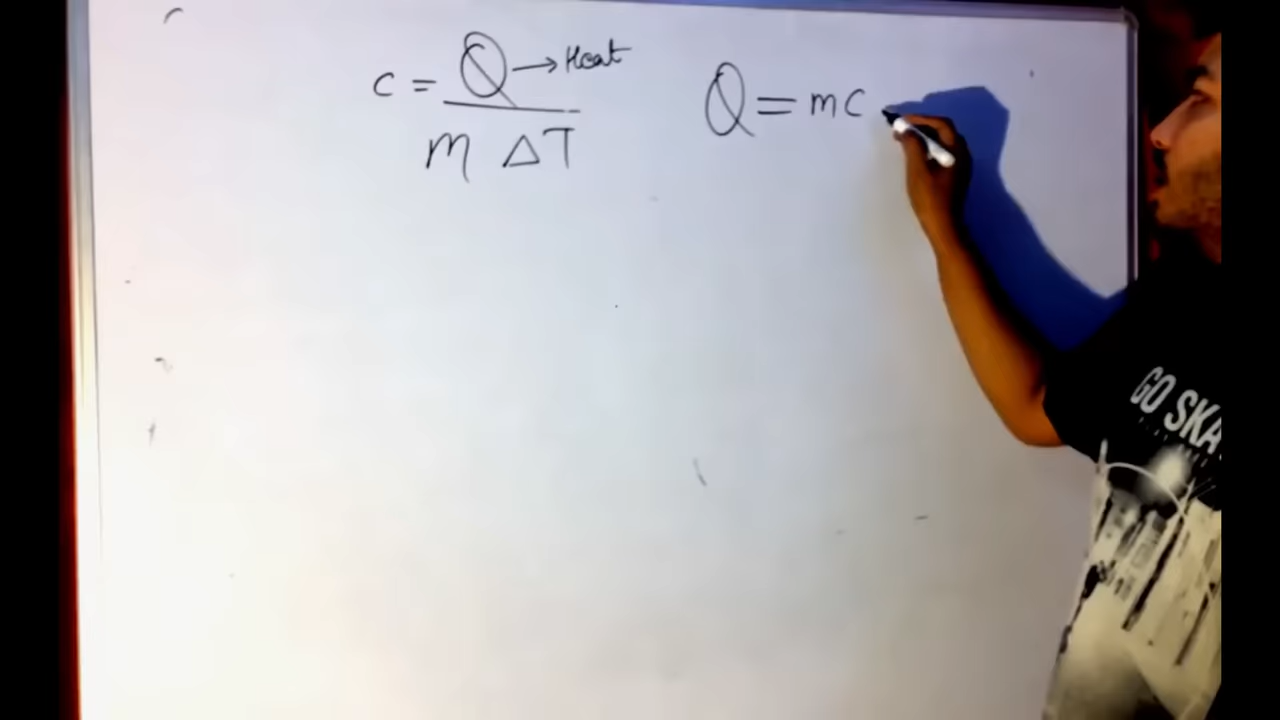 c = Q → Heat
m ΔT
Q = mc
GO SKA